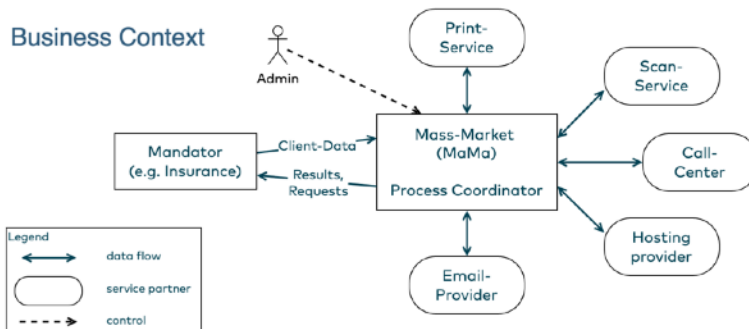 Business Context
Admin
Print-
Service
Scan-
Service
Mandator
(e.g. Insurance)
Client-Data
Results,
Requests
Mass-Market
(MaMa)
Process Coordinator
Call-
Center
Hosting
provider
Email-
Provider
Legend
data flow
service partner
control